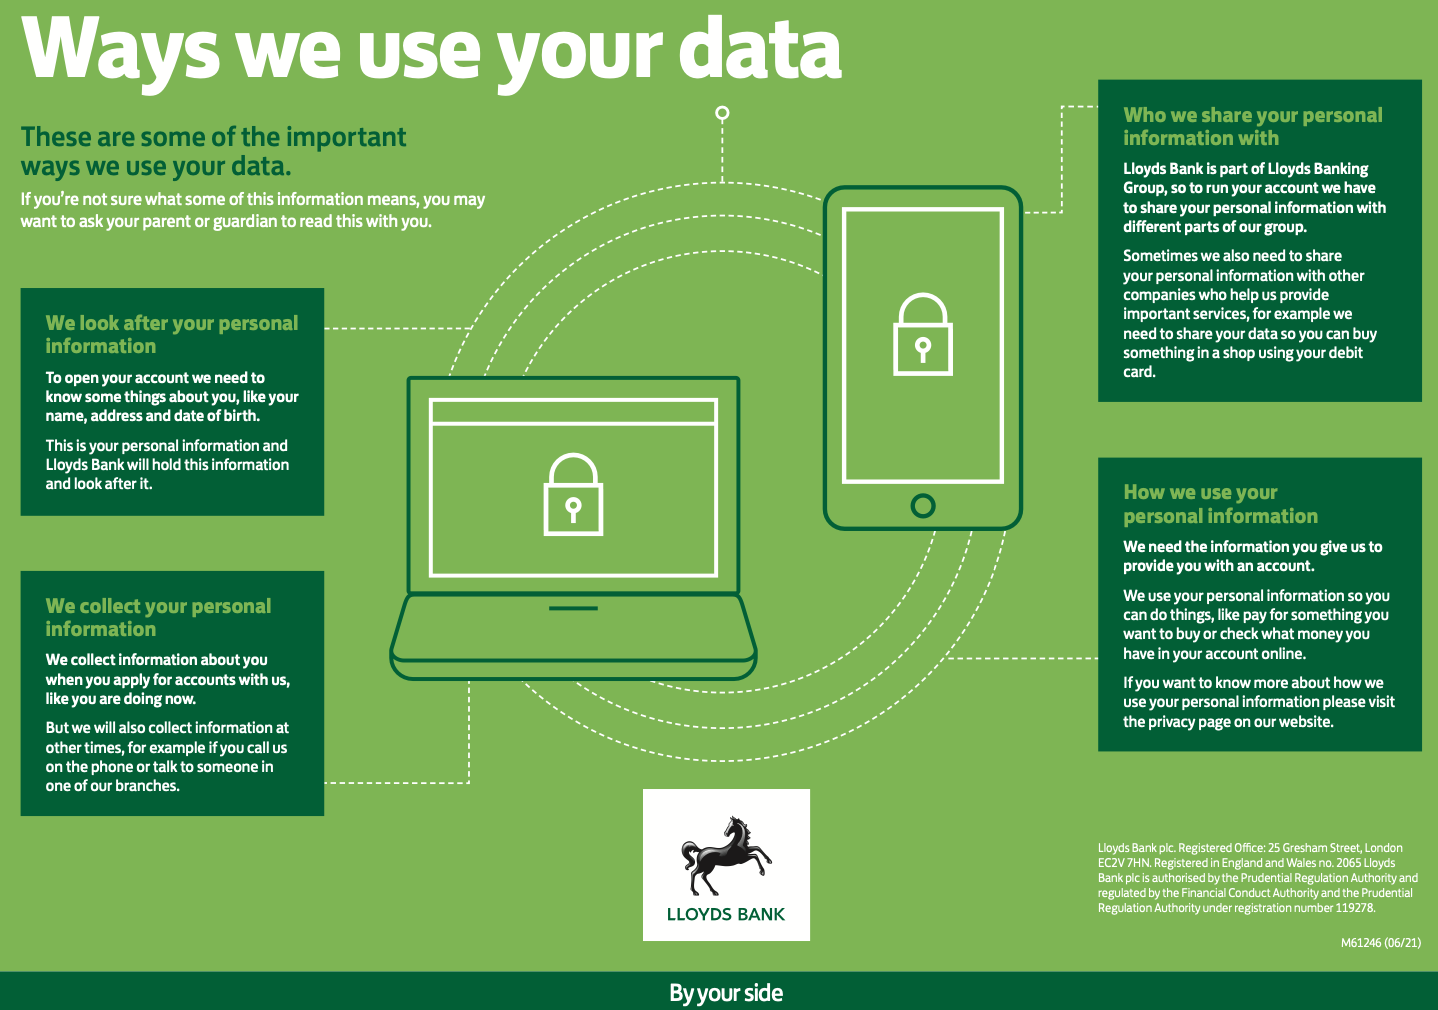 Ways we use your data
These are some of the important
ways we use your data.
If you're not sure what some of this information means, you may
want to ask your parent or guardian to read this with you.
We look after your personal
information
To open your account we need to
know some things about you, like your
name, address and date of birth.
This is your personal information and
Lloyds Bank will hold this information
and look after it.
We collect your personal
information
We collect information about you
when you apply for accounts with us,
like you are doing now.
But we will also collect information at
other times, for example if you call us
on the phone or talk to someone in
one of our branches.
Who we share your personal
information with
Lloyds Bank is part of Lloyds Banking
Group, so to run your account we have
to share your personal information with
different parts of our group.
Sometimes we also need to share
your personal information with other
companies who help us provide
important services, for example we
need to share your data so you can buy
something in a shop using your debit
card.
How we use your
personal information
We need the information you give us to
provide you with an account.
We use your personal information so you
can do things, like pay for something you
want to buy or check what money you
have in your account online.
If you want to know more about how we
use your personal information please visit
the privacy page on our website.
LLOYDS BANK
Lloyds Bank plc. Registered Office: 25 Gresham Street, London
EC2V 7HN. Registered in England and Wales no. 2065 Lloyds
Bank plc is authorised by the Prudential Regulation Authority and
regulated by the Financial Conduct Authority and the Prudential
Regulation Authority under registration number 119278.
M61246 (06/21)
By your side